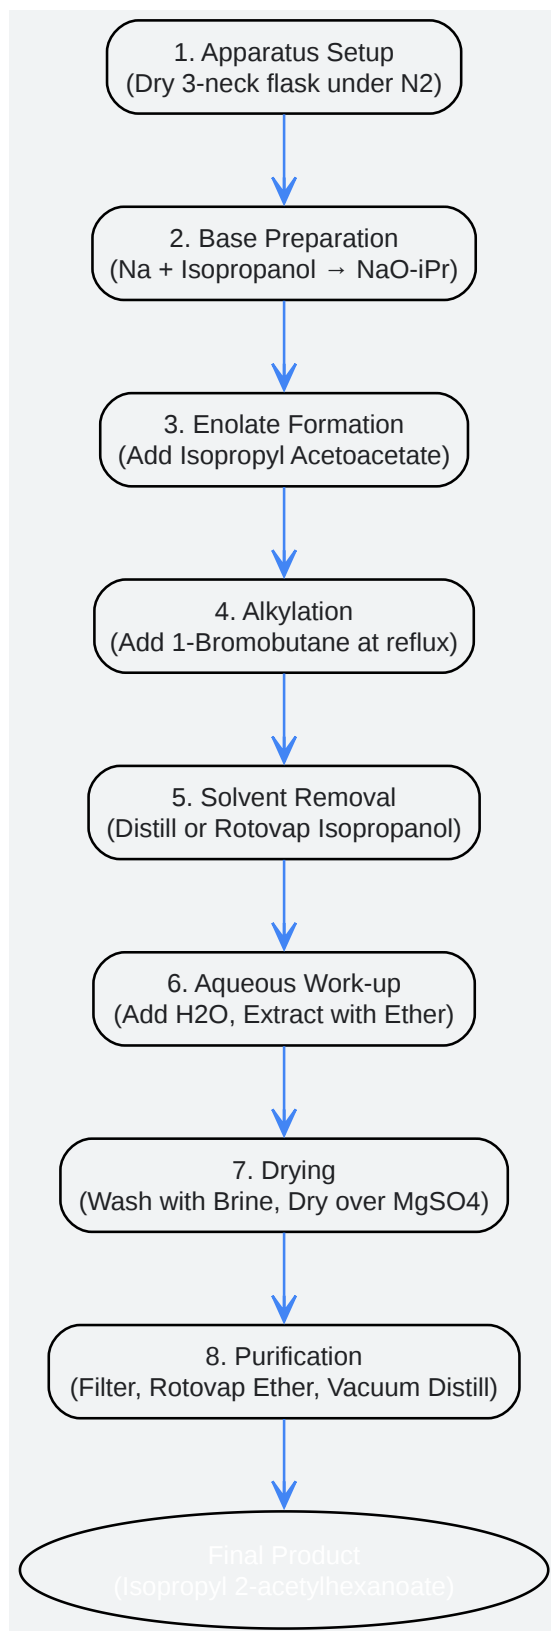 1. Apparatus Setup
(Dry 3-neck flask under N2)
2. Base Preparation
(Na + Isopropanol → NaO-iPr)
3. Enolate Formation
(Add Isopropyl Acetoacetate)
4. Alkylation
(Add 1-Bromobutane at reflux)
5. Solvent Removal
(Distill or Rotovap Isopropanol)
6. Aqueous Work-up
(Add H2O, Extract with Ether)
7. Drying
(Wash with Brine, Dry over MgSO4)
8. Purification
(Filter, Rotovap Ether, Vacuum Distill)
Final Product
(Isopropyl 2-acetylhexanoate)